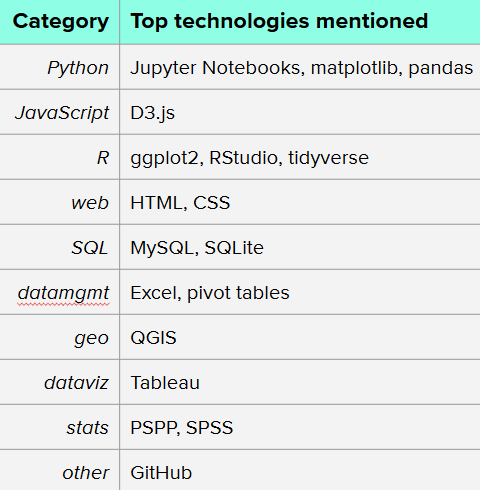 Category Top technologies mentioned
Python Jupyter Notebooks, matplotlib, pandas
JavaScript D3.js
R ggplot2, RStudio, tidyverse
web HTML, CSS
SQL MySQL, SQLite
datamgmt Excel, pivot tables
geo QGIS
dataviz Tableau
stats PSPP, SPSS
other GitHub